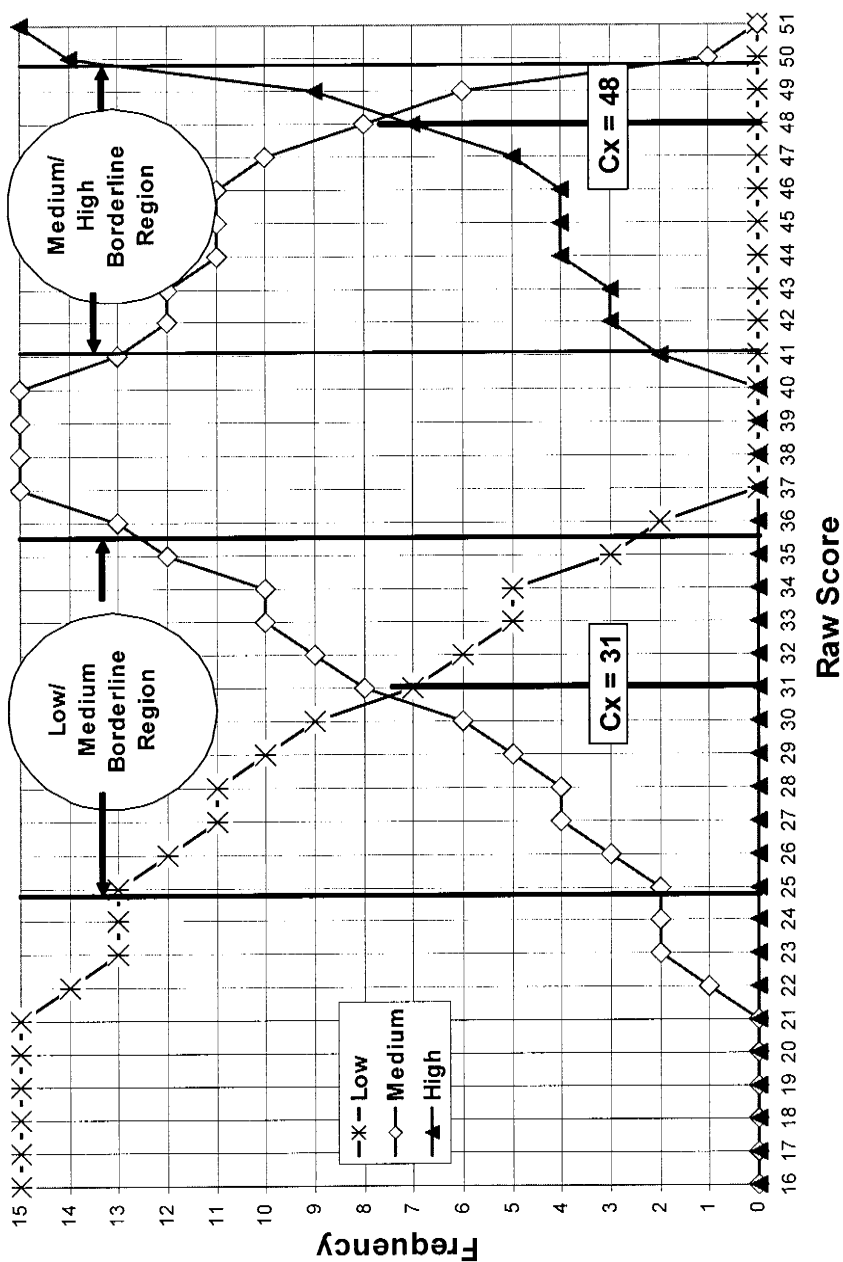 Frequency
15
14
13
12
11
10
9
8
7
6
5
4
3
2
1
0
Low/
Medium
Borderline
Region
Medium/
High
Borderline
Region
Low
Medium
High
Cx = 31
Cx = 48
16 17 18 19 20 21 22 23 24 25 26 27 28 29 30 31 32 33 34 35 36 37 38 39 40 41 42 43 44 45 46 47 48 49 50 51
Raw Score